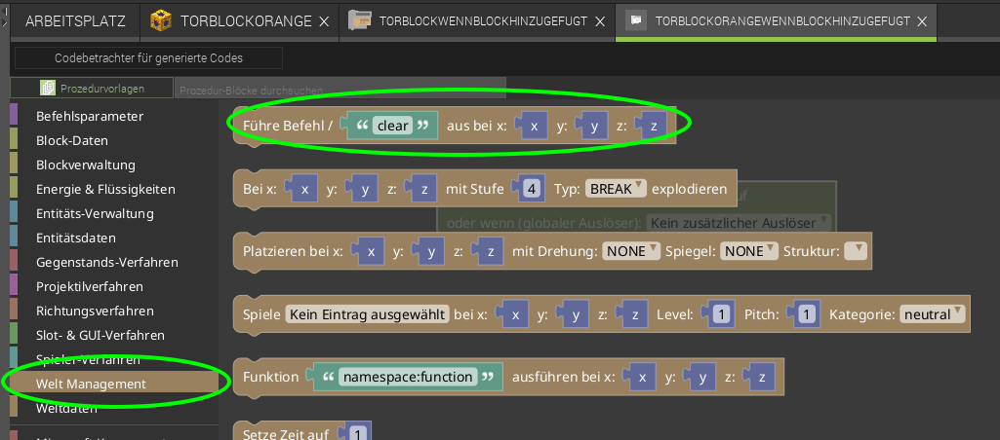 ARBEITSPLATZ TORBLOCKORANGE TORBLOCKWENNBLOCKHINZUGEFUGT TORBLOCKORANGEWENNBLOCKHINZUGEFUGT
Codebetrachter für generierte Codes
Prozedurvorlagen Prozedur-Blöcke durchsuchen
Befehlsparameter
Block-Daten
Blockverwaltung
Energie & Flüssigkeiten
Entitäts-Verwaltung
Entitätsdaten
Gegenstands-Verfahren
Projektilverfahren
Richtungsverfahren
Slot- & GUI-Verfahren
Spieler-Verfahren
Welt Management
Weltdaten
Führe Befehl / “ clear ” aus bei x: x y: y z: z
Bei x: x y: y z: z mit Stufe 4 Typ: BREAK explodieren
oder wenn (globaler Auslöser): Kein zusätzlicher Auslöser
Platzieren bei x: x y: y z: z mit Drehung: NONE Spiegel: NONE Struktur:
Spiele Kein Eintrag ausgewählt bei x: x y: y z: z Level: 1 Pitch: 1 Kategorie: neutral
Funktion “ namespace:function ” ausführen bei x: x y: y z: z
Setze Zeit auf 1